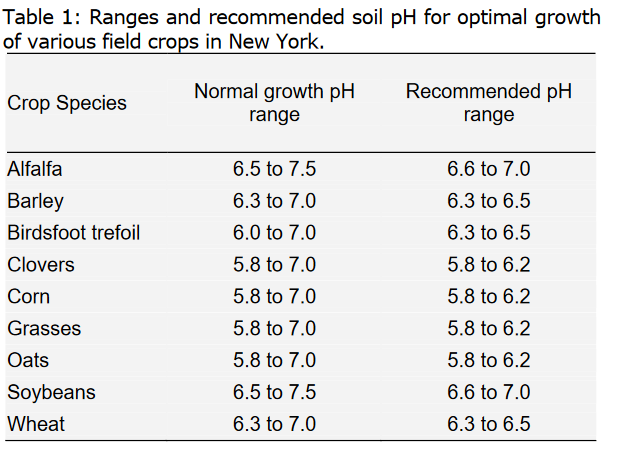 Table 1: Ranges and recommended soil pH for optimal growth
of various field crops in New York.
Crop Species Normal growth pH range Recommended pH range
Alfalfa 6.5 to 7.5 6.6 to 7.0
Barley 6.3 to 7.0 6.3 to 6.5
Birdsfoot trefoil 6.0 to 7.0 6.3 to 6.5
Clovers 5.8 to 7.0 5.8 to 6.2
Corn 5.8 to 7.0 5.8 to 6.2
Grasses 5.8 to 7.0 5.8 to 6.2
Oats 5.8 to 7.0 5.8 to 6.2
Soybeans 6.5 to 7.5 6.6 to 7.0
Wheat 6.3 to 7.0 6.3 to 6.5